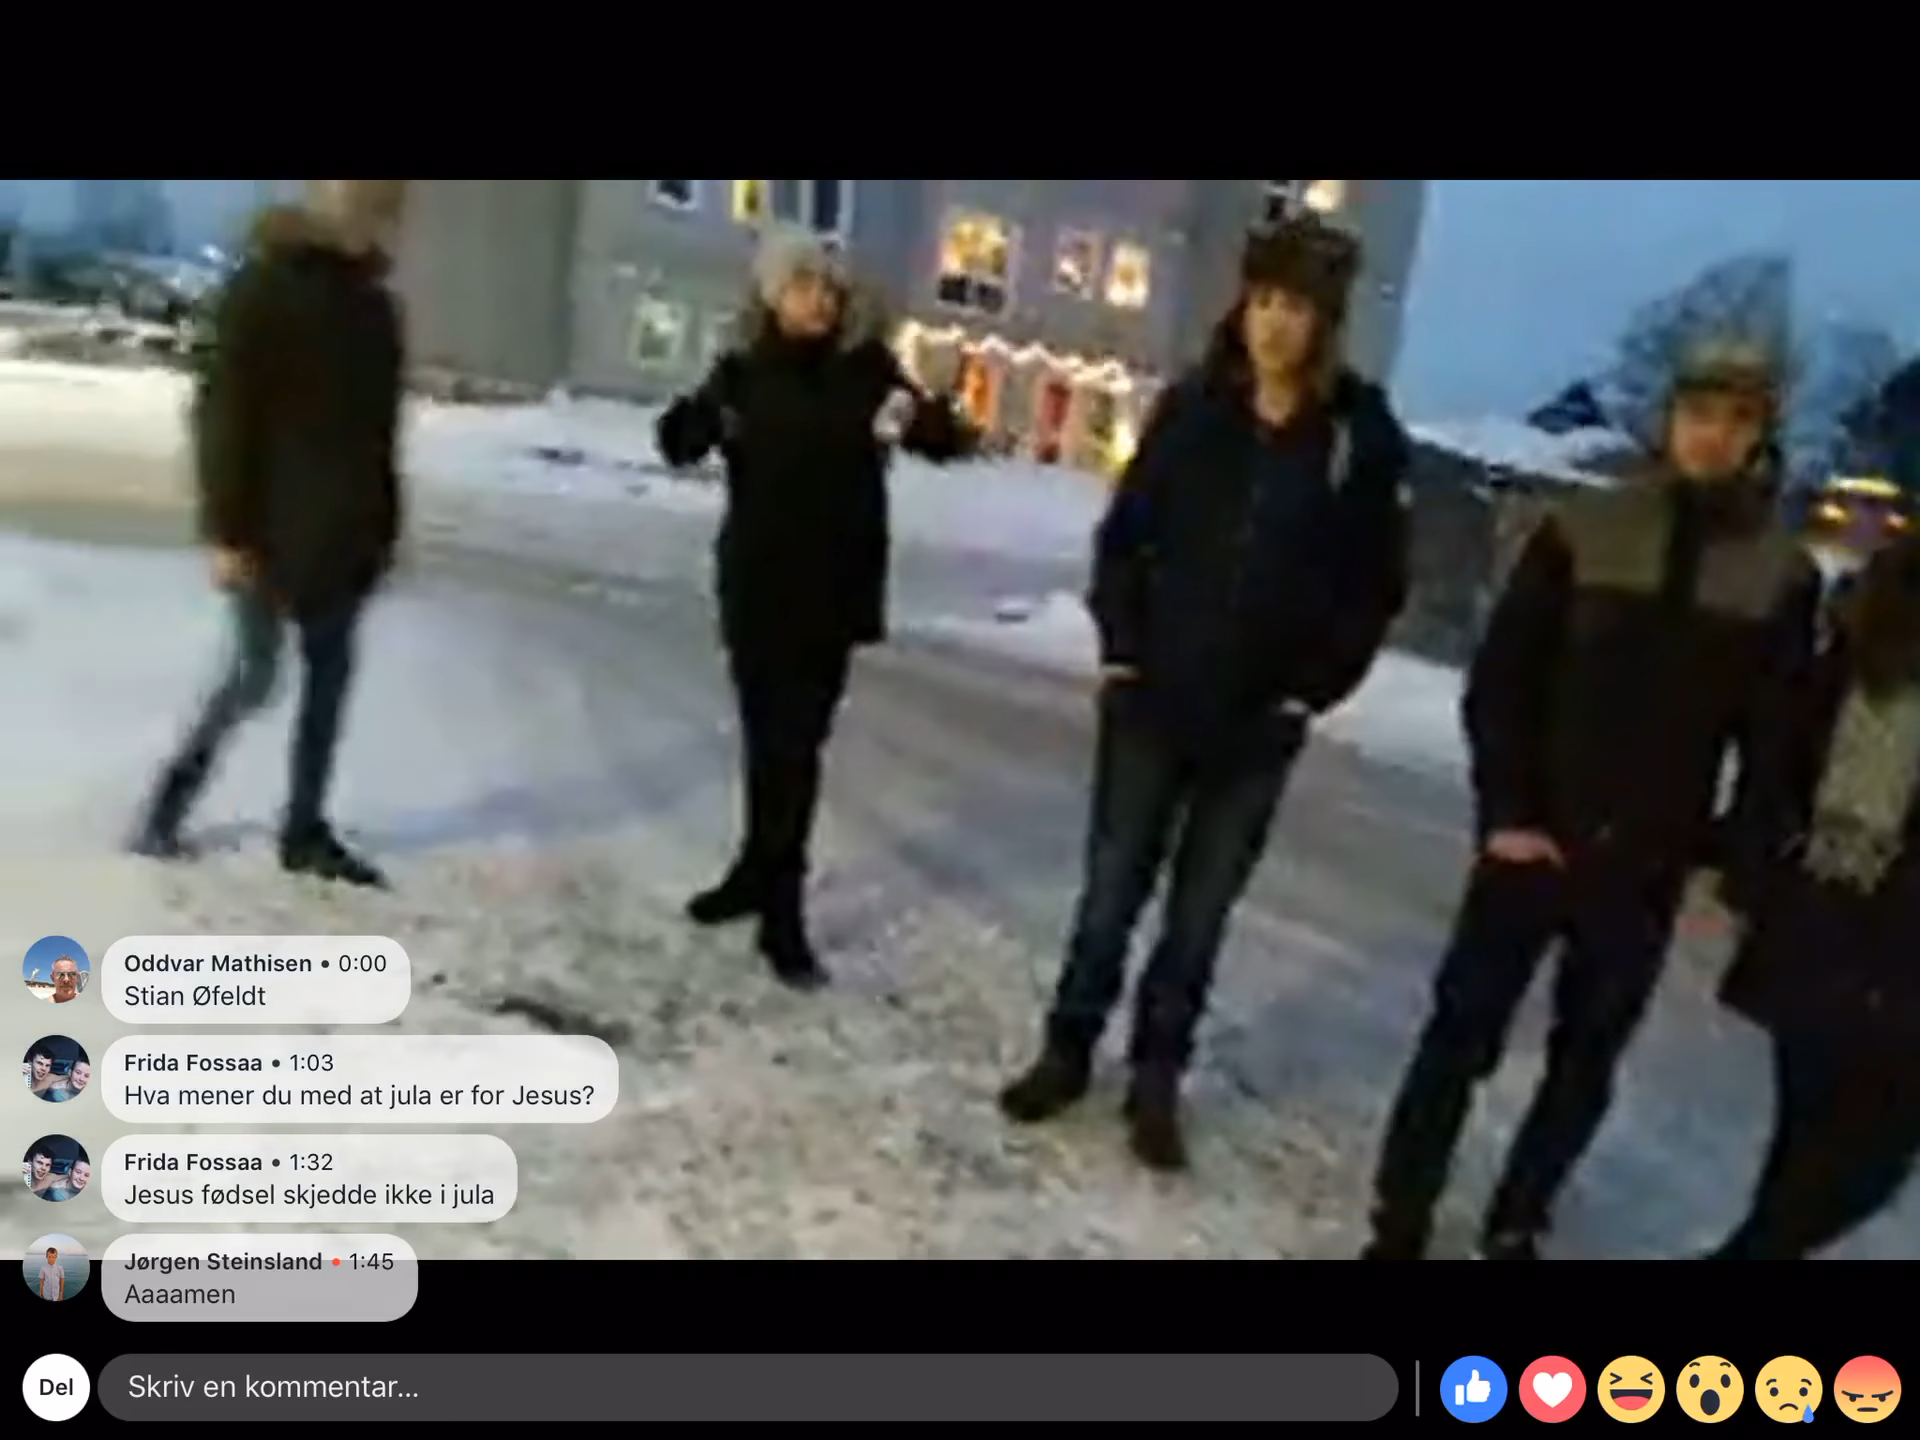 Oddvar Mathisen • 0:00
Stian Øfeldt
Frida Fossaa • 1:03
Hva mener du med at jula er for Jesus?
Frida Fossaa • 1:32
Jesus fødsel skjedde ikke i jula
Jørgen Steinsland • 1:45
Aaaamen
Del
Skriv en kommentar...